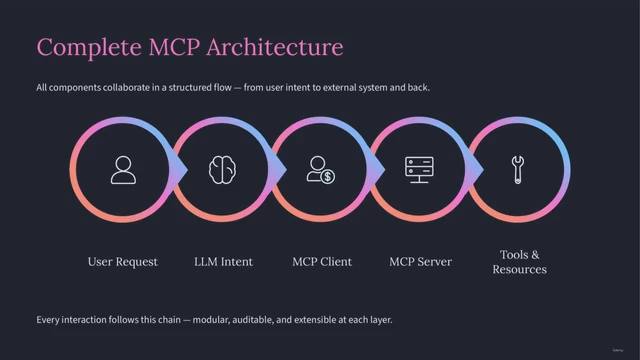 Complete MCP Architecture
All components collaborate in a structured flow — from user intent to external system and back.
User Request
LLM Intent
MCP Client
MCP Server
Tools &
Resources
Every interaction follows this chain — modular, auditable, and extensible at each layer.